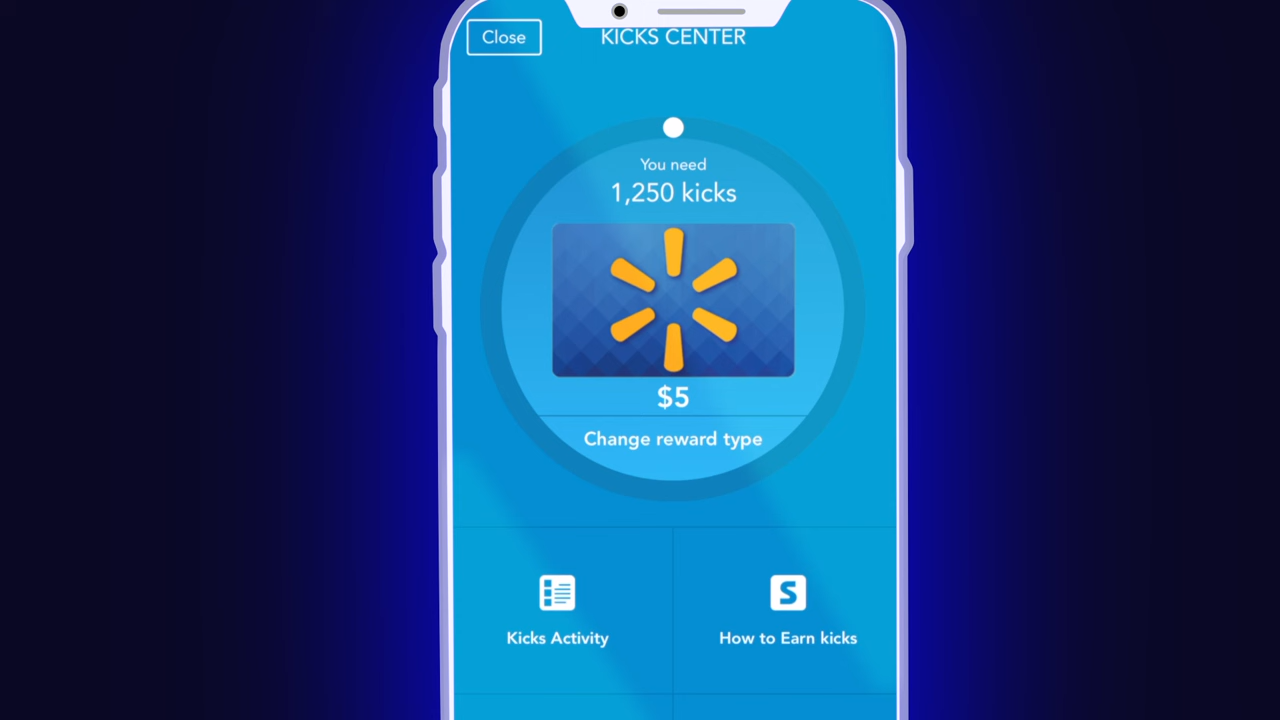 Close
KICKS CENTER
You need
1,250 kicks
$5
Change reward type
S
Kicks Activity
How to Earn kicks